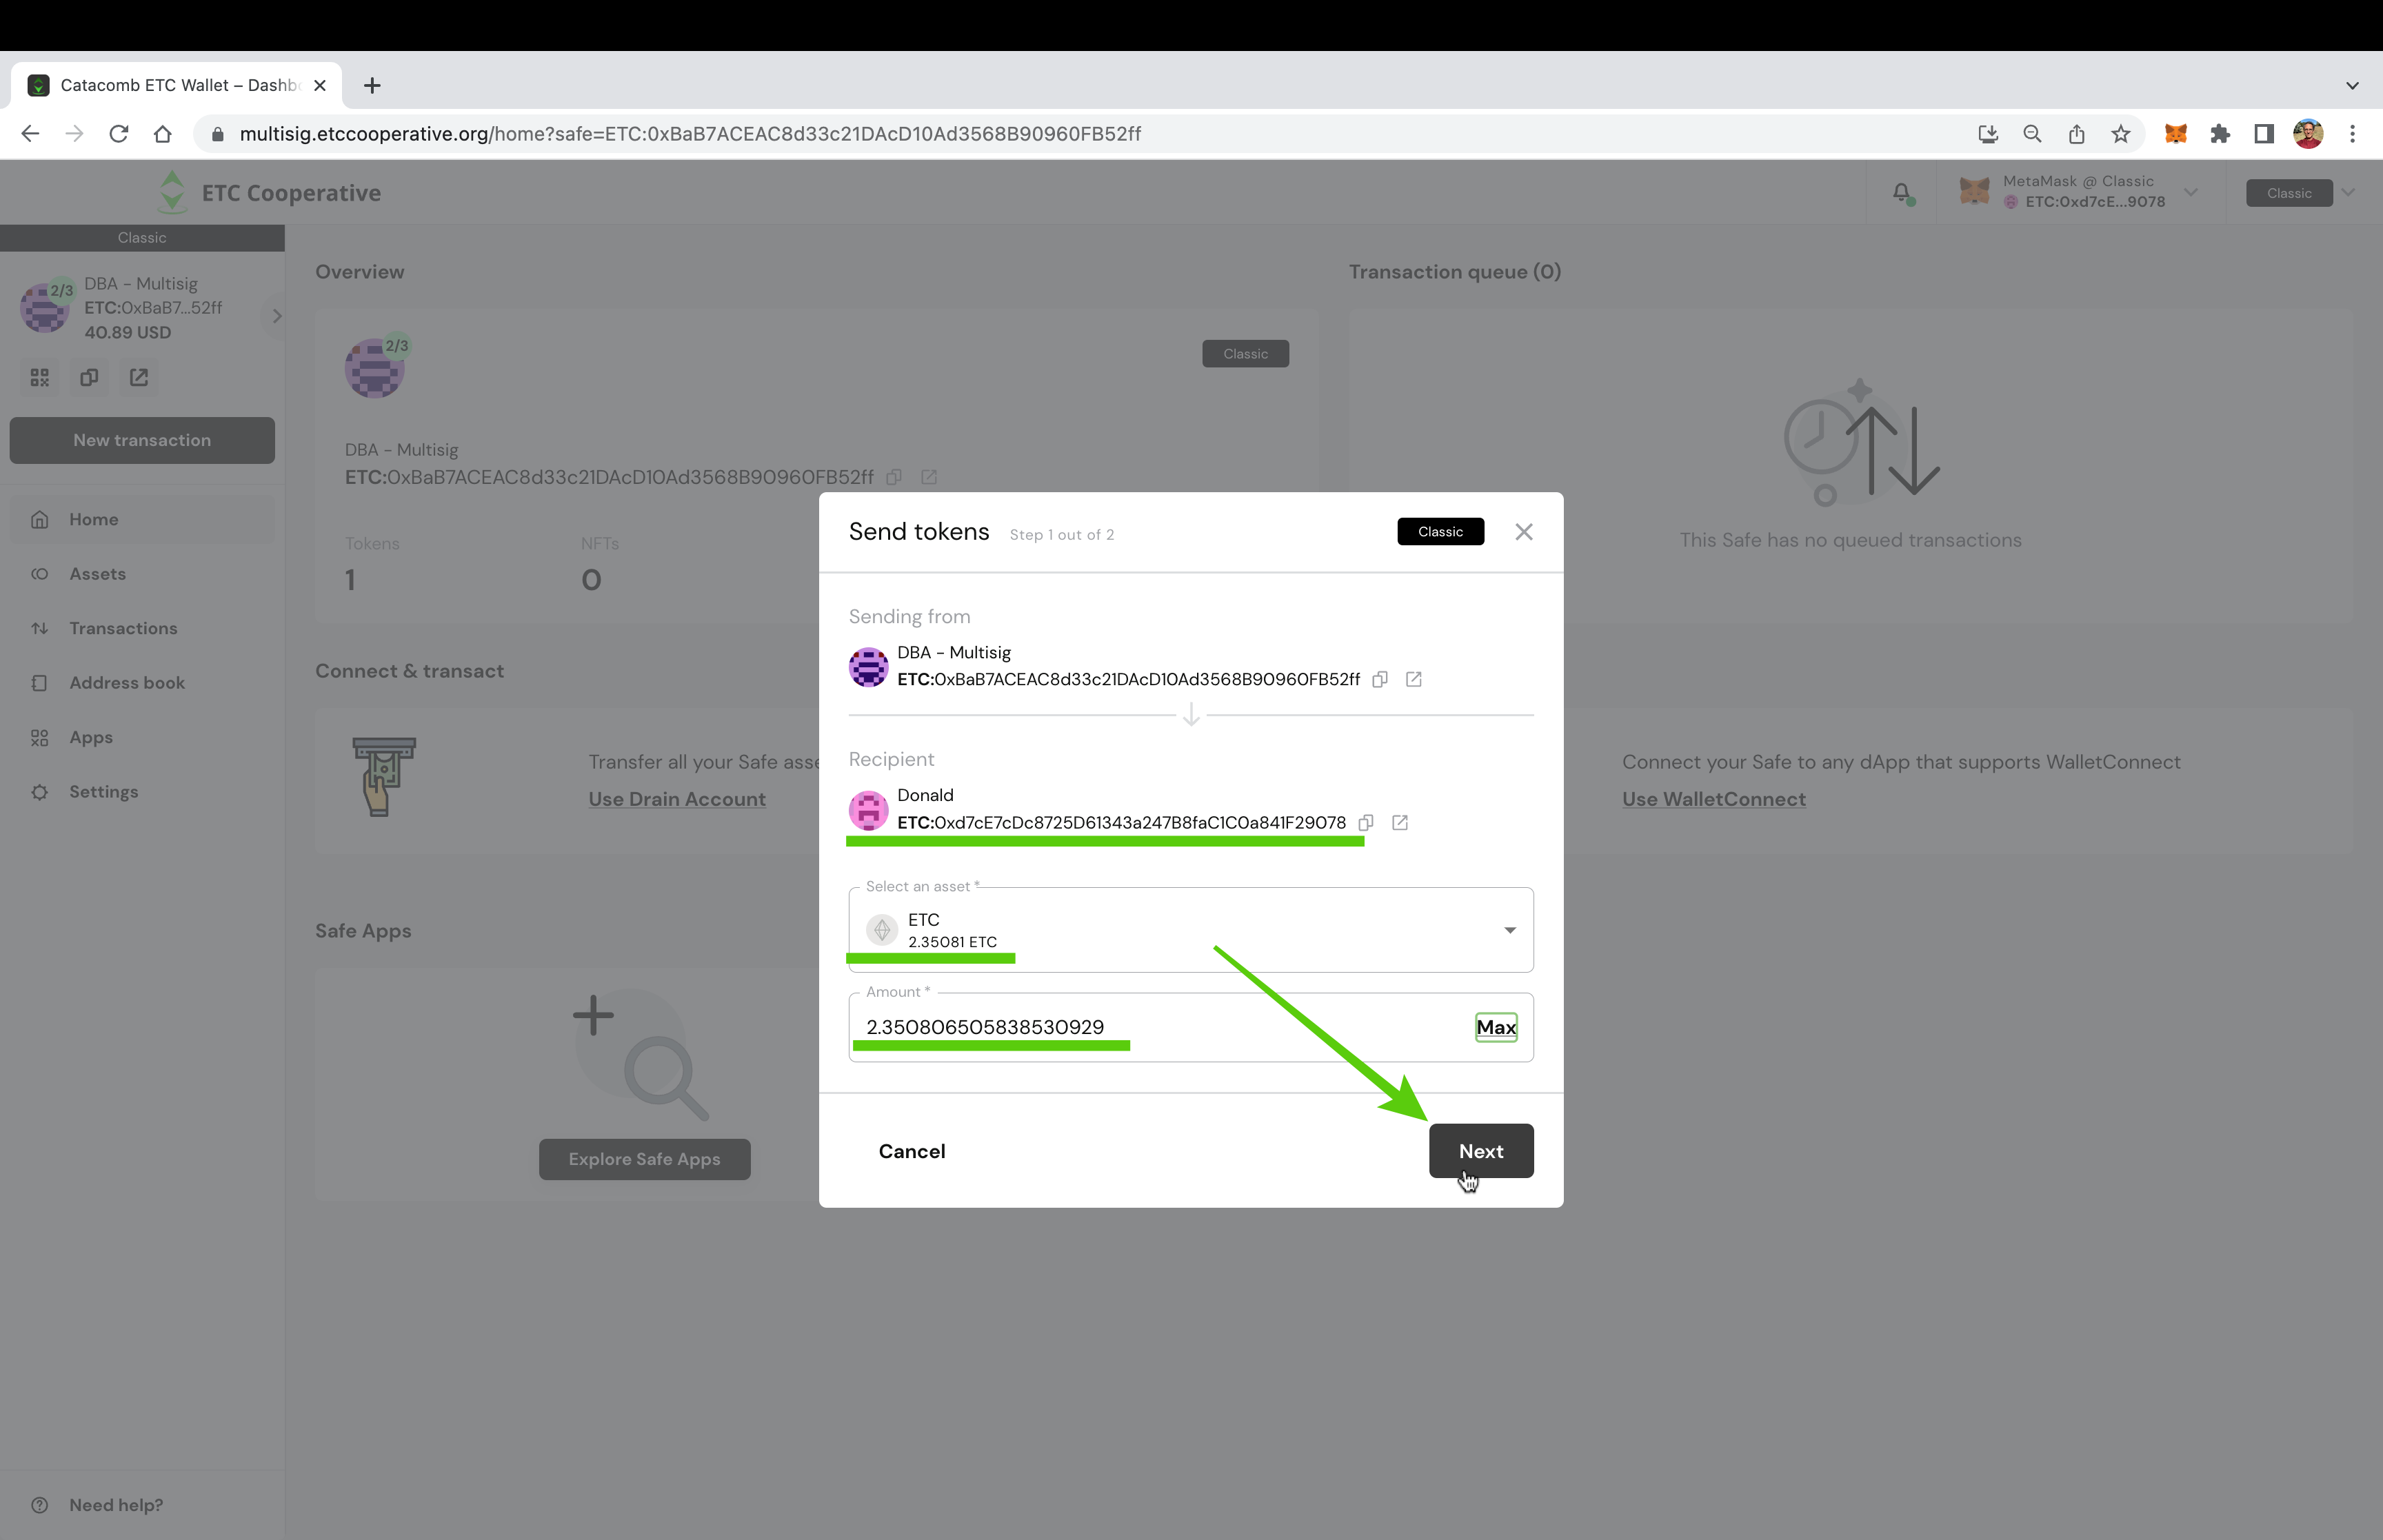 Catacomb ETC Wallet – Dashb
multisig.etccooperative.org/home?safe=ETC:0xBaB7ACEAC8d33c21DAcD10Ad3568B90960FB52ff
ETC Cooperative
MetaMask @ Classic
ETC:0xd7cE...9078
Classic
Classic
2/3
DBA - Multisig
ETC:0xBaB7...52ff
40.89 USD
New transaction
Home
Assets
Transactions
Address book
Apps
Settings
Need help?
Overview
2/3
Classic
DBA - Multisig
ETC:0xBaB7ACEAC8d33c21DAcD10Ad3568B90960FB52ff
Tokens
NFTs
1
0
Transaction queue (0)
This Safe has no queued transactions
Connect & transact
Transfer all your Safe asse
Use Drain Account
Connect your Safe to any dApp that supports WalletConnect
Use WalletConnect
Safe Apps
Explore Safe Apps
Send tokens Step 1 out of 2
Classic
Sending from
DBA - Multisig
ETC:0xBaB7ACEAC8d33c21DAcD10Ad3568B90960FB52ff
Recipient
Donald
ETC:0xd7cE7cDc8725D61343a247B8faC1C0a841F29078
Select an asset *
ETC
2.35081 ETC
Amount *
2.350806505838530929
Max
Cancel
Next